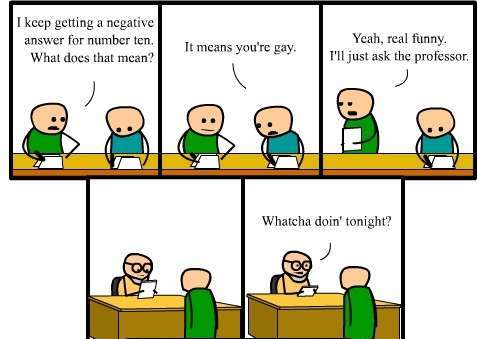 I keep getting a negative
answer for number ten.
What does that mean?
It means you're gay.
Yeah, real funny.
I'll just ask the professor.
Whatcha doin' tonight?